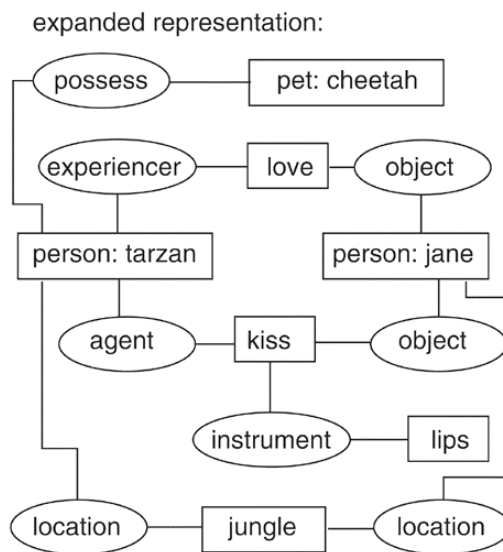 expanded representation:
possess pet: cheetah
experiencer love object
person: tarzan person: jane
agent kiss object
instrument lips
location jungle location